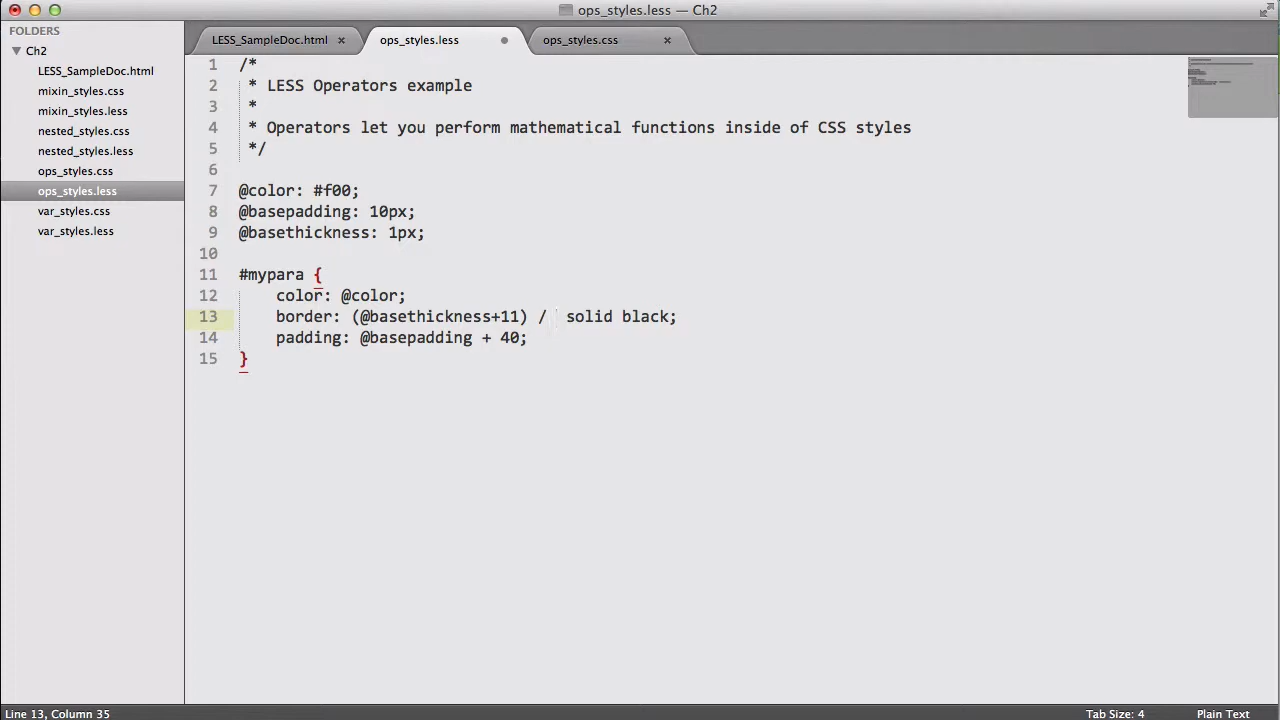 ops_styles.less — Ch2
FOLDERS
Ch2
LESS_SampleDoc.html
mixin_styles.css
mixin_styles.less
nested_styles.css
nested_styles.less
ops_styles.css
ops_styles.less
var_styles.css
var_styles.less
LESS_SampleDoc.html × ops_styles.less ops_styles.css ×
1 /*
2 * LESS Operators example
3 *
4 * Operators let you perform mathematical functions inside of CSS styles
5 */
6
7 @color: #f00;
8 @basepadding: 10px;
9 @basethickness: 1px;
10
11 #mypara {
12 color: @color;
13 border: (@basethickness+11) / solid black;
14 padding: @basepadding + 40;
15 }
Line 13, Column 35 Tab Size: 4 Plain Text